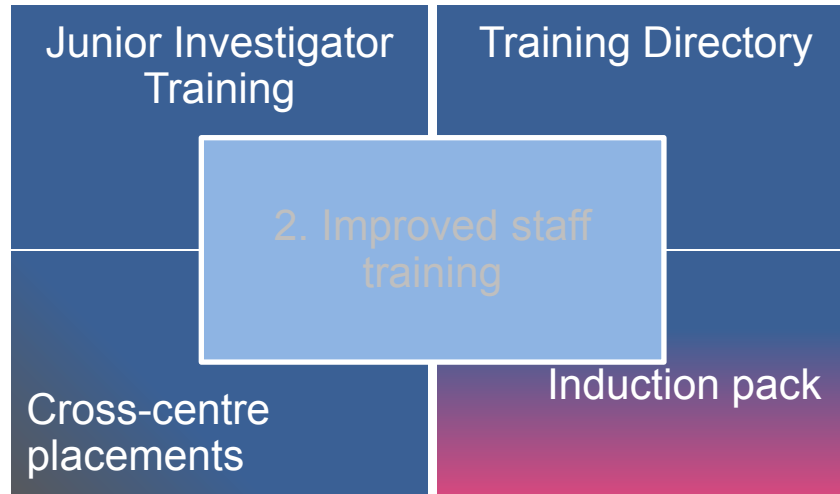 Junior Investigator
Training
Training Directory
2. Improved staff
training
Cross-centre
placements
Induction pack